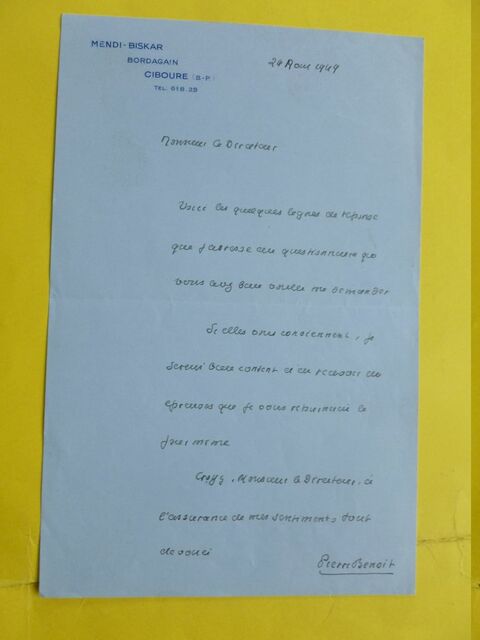 MENDI-BISKAR
BORDAGAIN
CIBOURE (B-P.)
TEL. 618.29
24 Aout 1949
Monsieur le Directeur
Voici les quelques lignes de réponse
que j'adresse au questionnaire que
vous avez bien voulu me demander
Si elles vous conviennent, je
serai bien content d'en recevoir les
épreuves que je vous retournerai le
jour même
Croyez, Monsieur le Directeur, à
l'assurance de mes sentiments tout
dévoués
Pierre Benoit